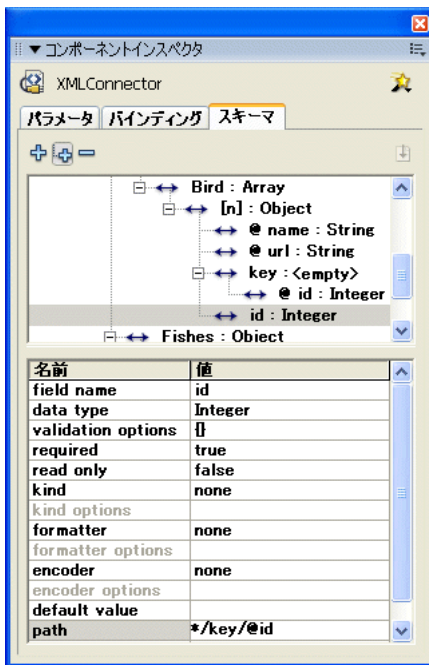 ▼コンポーネントインスペクタ
XMLConnector
パラメータ バインディング スキーマ
Bird : Array
[n] : Object
@ name : String
@ url : String
key : <empty>
@ id : Integer
id : Integer
Fishes : Object
名前 値
field name id
data type Integer
validation options {}
required true
read only false
kind none
kind options
formatter none
formatter options
encoder none
encoder options
default value
path */key/@id